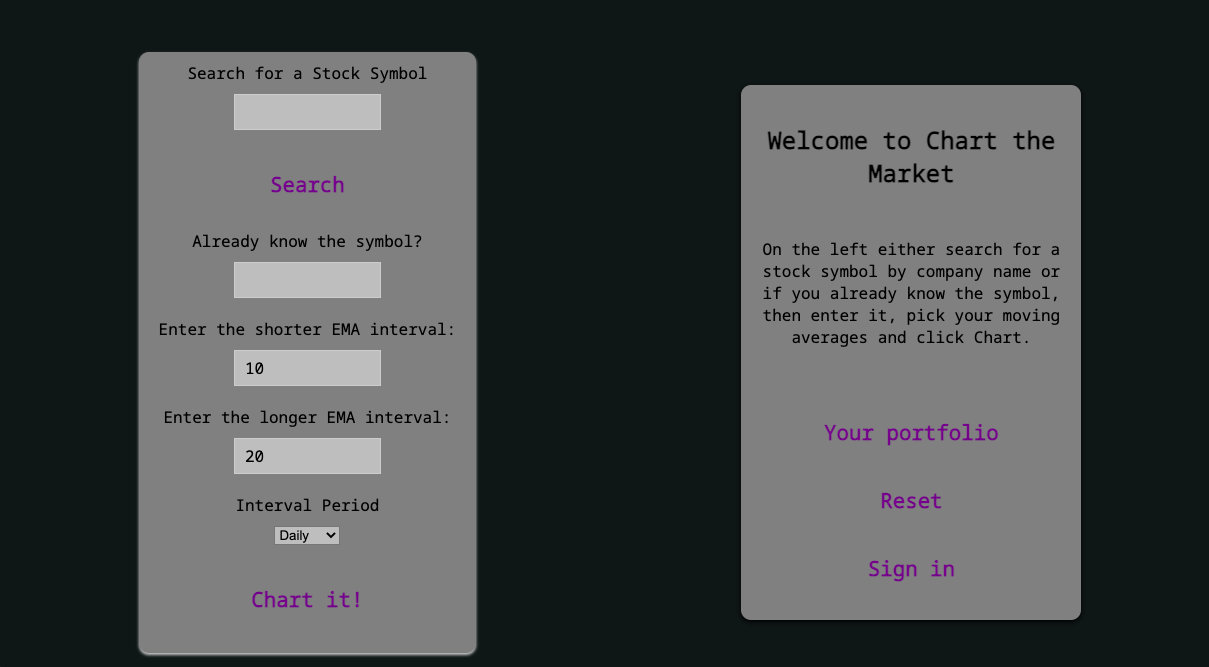 Search for a Stock Symbol
Search
Already know the symbol?
Enter the shorter EMA interval:
10
Enter the longer EMA interval:
20
Interval Period
Daily
Chart it!
Welcome to Chart the
Market
On the left either search for a
stock symbol by company name or
if you already know the symbol,
then enter it, pick your moving
averages and click Chart.
Your portfolio
Reset
Sign in